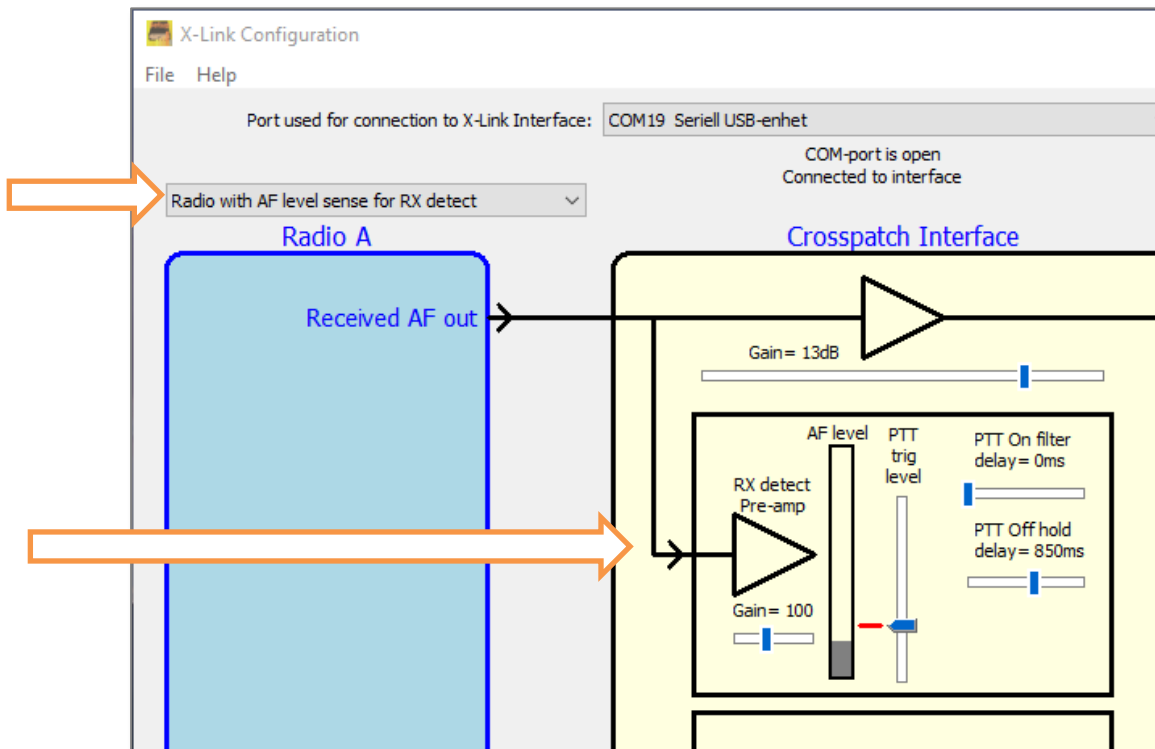 X-Link Configuration
File Help
Port used for connection to X-Link Interface: COM19 Seriell USB-enhet
COM-port is open
Connected to interface
Radio with AF level sense for RX detect
Radio A
Crosspatch Interface
Received AF out
Gain= 13dB
AF level
PTT
trig
level
PTT On filter
delay= 0ms
RX detect
Pre-amp
PTT Off hold
delay= 850ms
Gain= 100